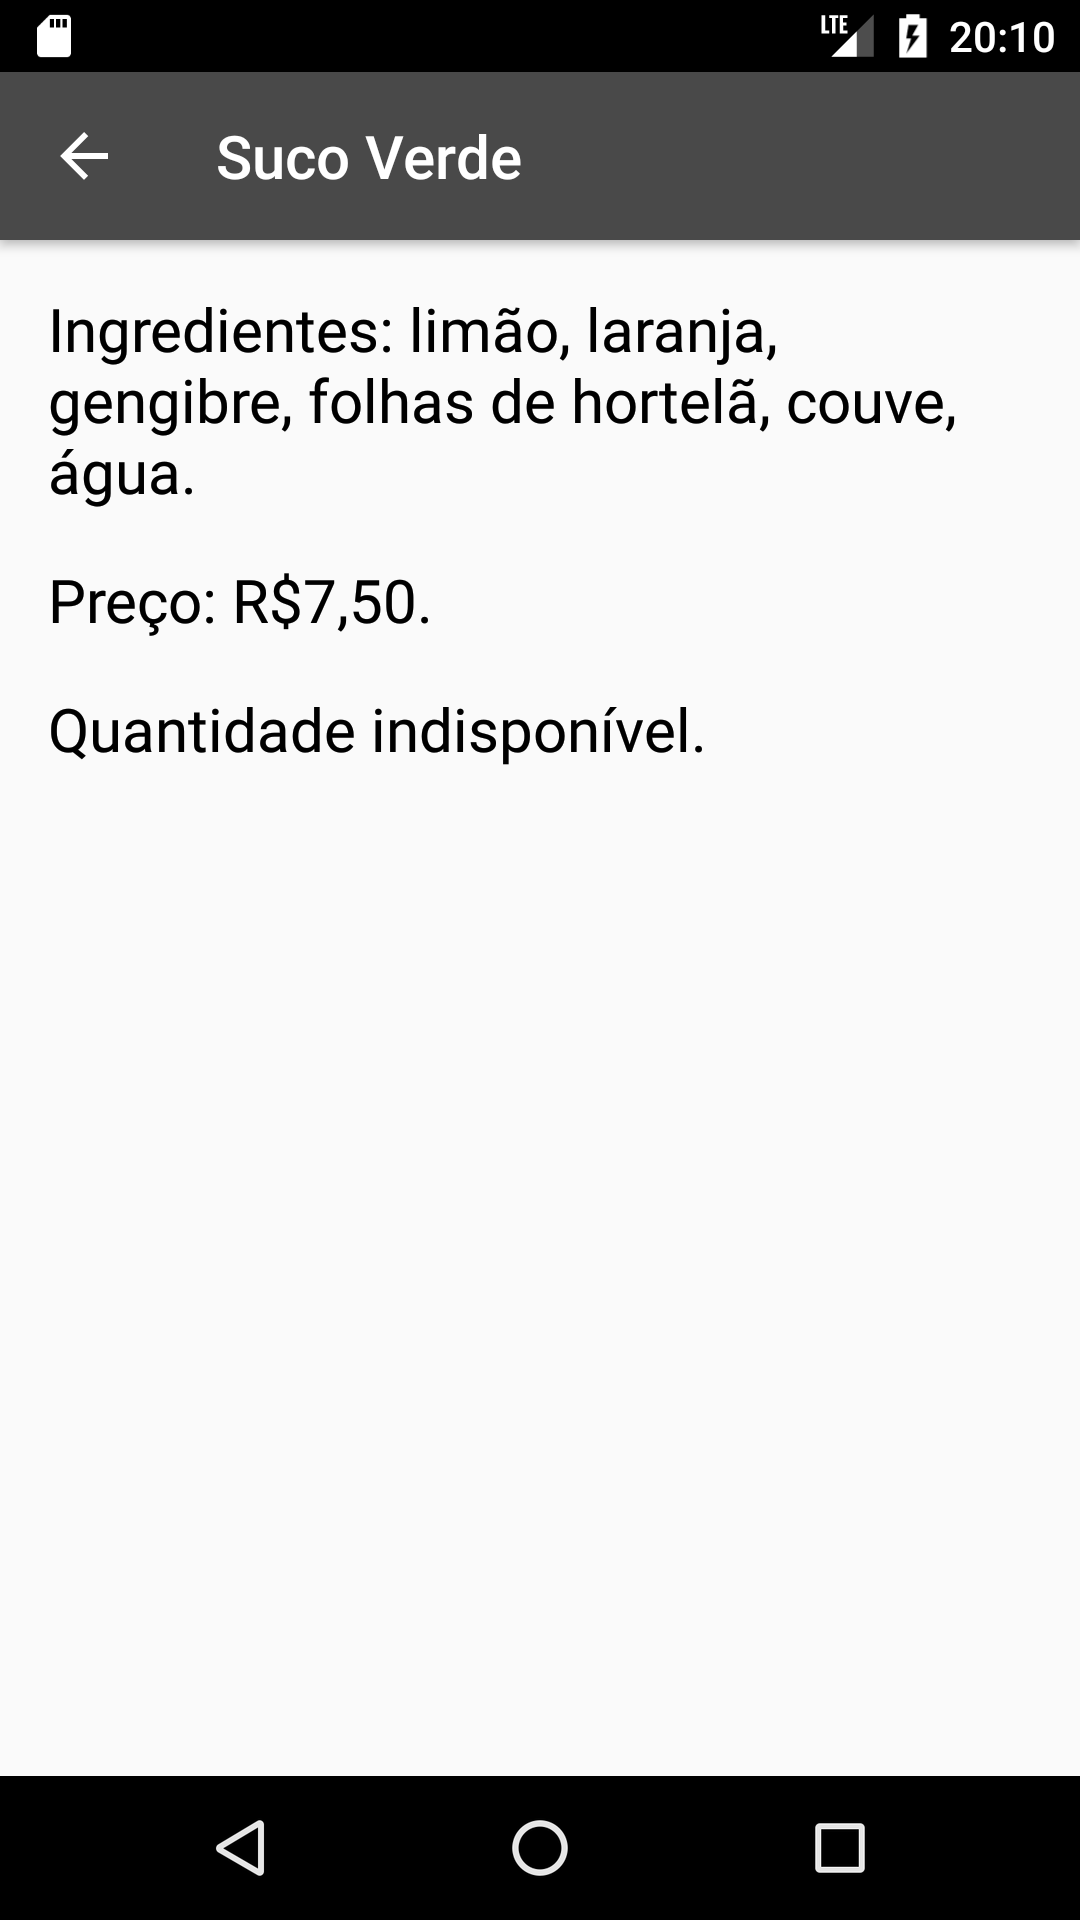 LTE 20:10
Suco Verde
Ingredientes: limão, laranja,
gengibre, folhas de hortelã, couve,
água.
Preço: R$7,50.
Quantidade indisponível.